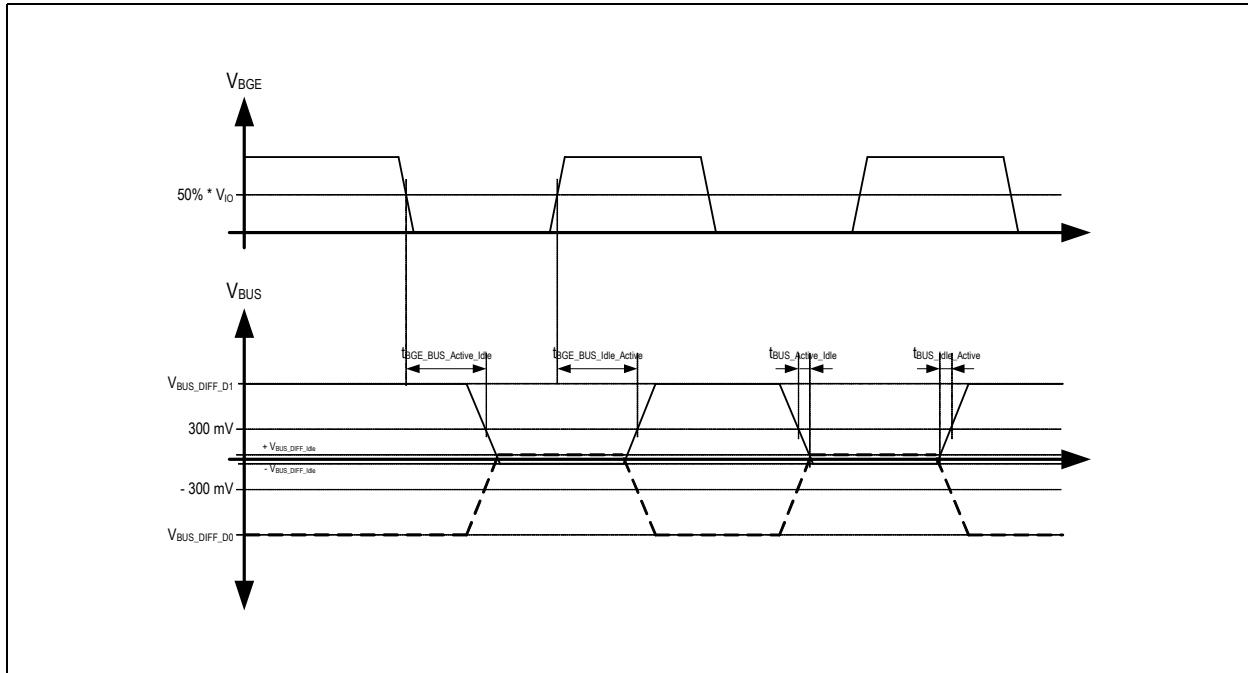 VBGE
50% * VIO
VBUS
tBGE_BUS_Active_Idle
tBGE_BUS_Idle_Active
tBUS_Active_Idle
tBUS_Idle_Active
VBUS_DIFF_D1
300 mV
+ VBUS_DIFF_Idle
- VBUS_DIFF_Idle
- 300 mV
VBUS_DIFF_D0